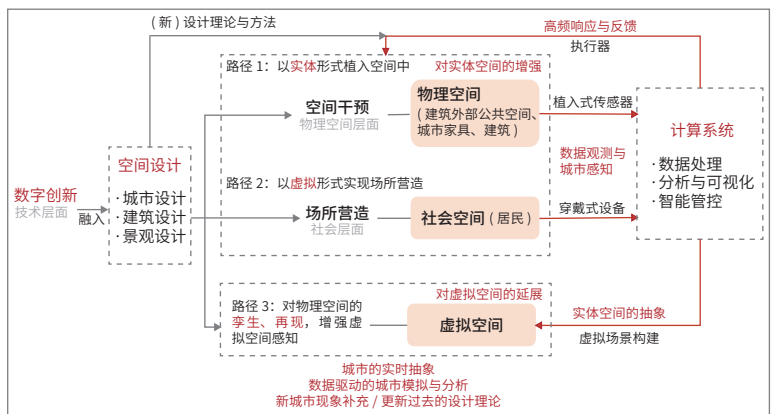 ( 新 ) 设计理论与方法
高频响应与反馈
执行器
路径 1：以实体形式植入空间中
对实体空间的增强
空间干预
物理空间层面
物理空间
( 建筑外部公共空间、
城市家具、建筑 )
植入式传感器
计算系统
·数据处理
·分析与可视化
·智能管控
数据观测与
城市感知
空间设计
·城市设计
·建筑设计
·景观设计
数字创新
技术层面
融入
路径 2：以虚拟形式实现场所营造
场所营造
社会层面
社会空间 ( 居民 )
穿戴式设备
对虚拟空间的延展
路径 3：对物理空间的
孪生、再现，增强虚
拟空间感知
虚拟空间
实体空间的抽象
虚拟场景构建
城市的实时抽象
数据驱动的城市模拟与分析
新城市现象补充 / 更新过去的设计理论